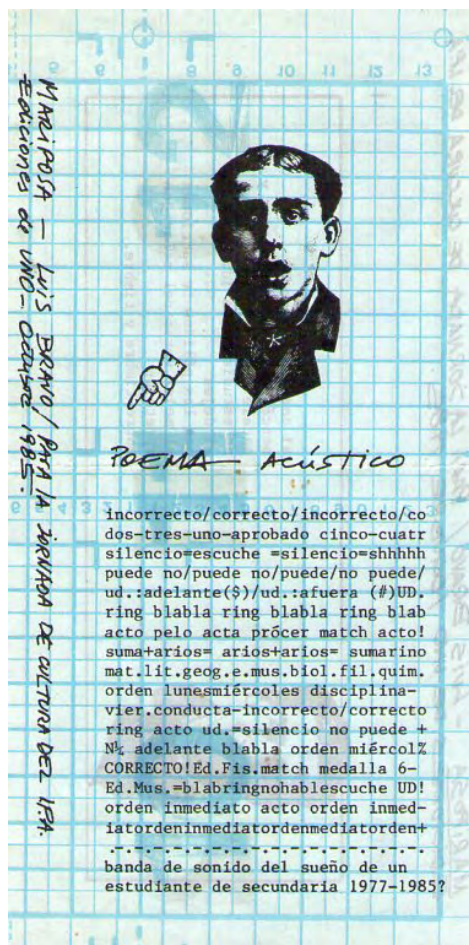 MARIPOSA — LUIS BRAVO / PARA LA JORNADA DE CULTURA DEL IPA.
Ediciones de UNO - Octubre 1985.
POEMA ACÚSTICO
incorrecto/correcto/incorrecto/co
dos-tres-uno-aprobado cinco-cuatr
silencio=escuche =silencio=shhhhh
puede no/puede no/puede/no puede/
ud.:adelante($)/ud.:afuera (#)UD.
ring blabla ring blabla ring blab
acto pelo acta prócer match acto!
suma+arios= arios+arios= sumarino
mat.lit.geog.e.mus.biol.fil.quim.
orden lunesmiércoles disciplina-
vier.conducta-incorrecto/correcto
ring acto ud.=silencio no puede +
N¼ adelante blabla orden miércol%
CORRECTO!Ed.Fis.match medalla 6-
Ed.Mus.=blabringnohablescuche UD!
orden inmediato acto orden inmed-
iatordeninmediatordenmediatorden+
.-.-.-.-.-.-.-.-.-.-.-.-.-.-.-.-.
banda de sonido del sueño de un
estudiante de secundaria 1977-1985?